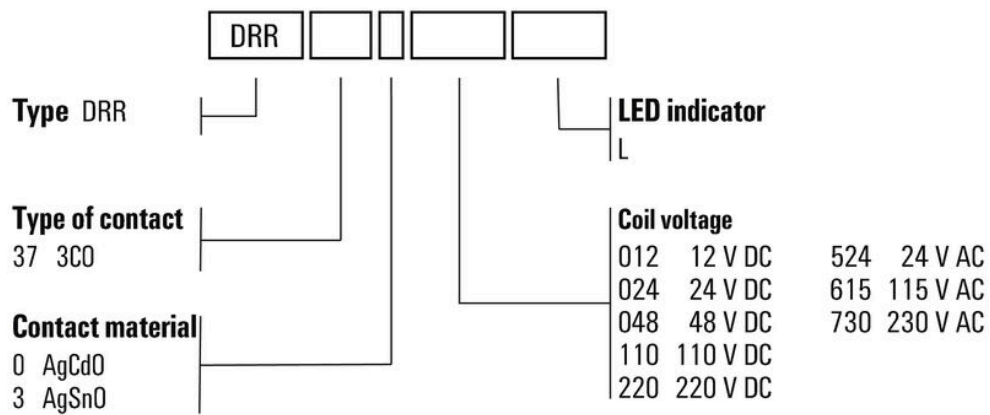 DRR
Type DRR
LED indicator
L
Type of contact
37 3CO
Contact material
0 AgCdO
3 AgSnO
Coil voltage
012 12 V DC 524 24 V AC
024 24 V DC 615 115 V AC
048 48 V DC 730 230 V AC
110 110 V DC
220 220 V DC